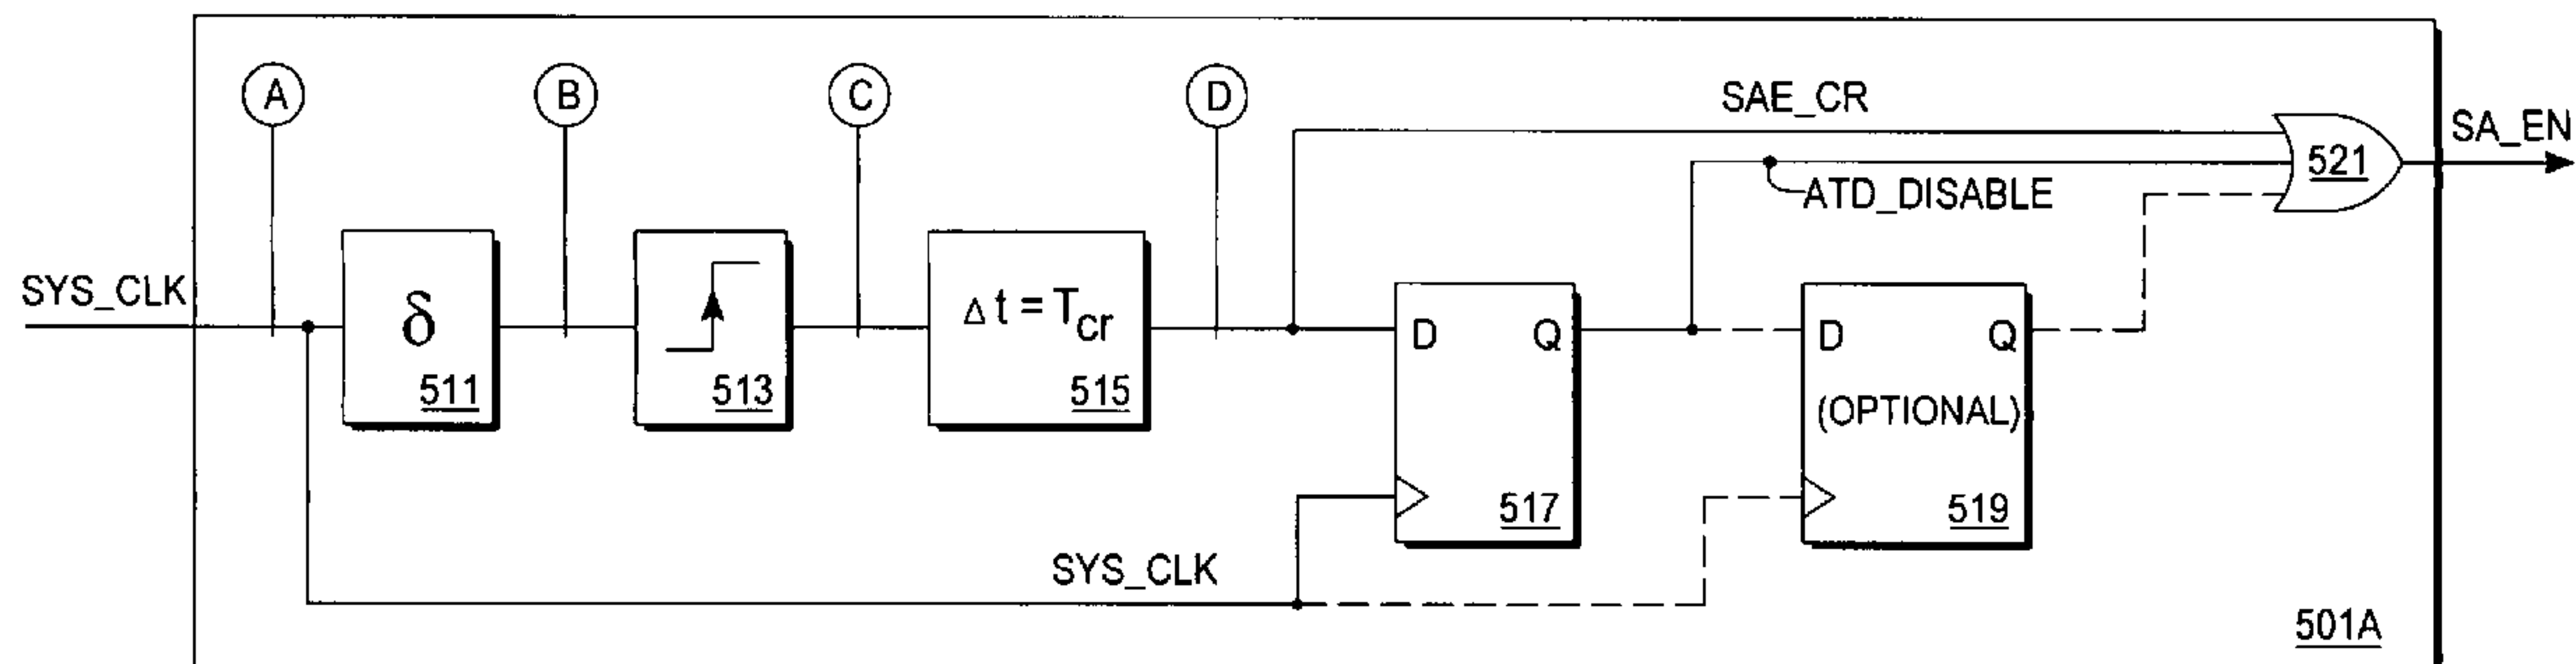 A
B
C
D
SAE_CR
SA_EN
521
ATD_DISABLE
SYS_CLK
δ
511
513
Δt = Tcr
515
D
Q
517
D
Q
(OPTIONAL)
519
SYS_CLK
501A